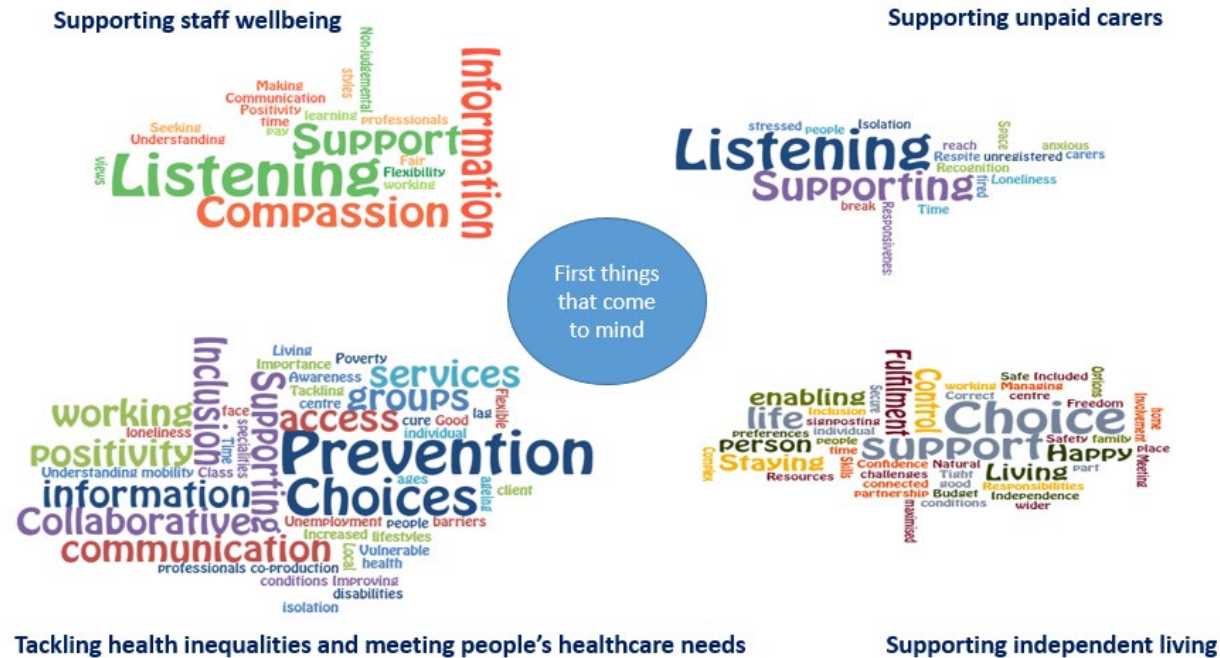 Supporting staff wellbeing
Non-judgemental
styles
Information
Making
Communication
Positivity
time
learning
professionals
pay
Seeking
Understanding
Support
views
Listening
Fair
Flexibility
working
Compassion
Supporting unpaid carers
stressed
people
Isolation
Space
Listening
reach
anxious
Respite
unregistered
carers
Recognition
Supporting
tired
Loneliness
break
Responsiveness
Time
First things
that come
to mind
Inclusion
Living
Importance
Poverty
Awareness
services
Supporting
Tackling
groups
Flexible
centre
working
face
access
cure
Good
lag
loneliness
specialities
individual
Time
positivity
Prevention
Understanding
mobility
Class
ages
information
Choices
ageing
client
Collaborative
Unemployment
people
barriers
communication
Increased
lifestyles
Local
Vulnerable
health
professionals
co-production
conditions
Improving
disabilities
isolation
Fulfilment
Control
working
Safe
Included
Options
Managing
enabling
Secure
Correct
centre
home
life
Inclusion
Choice
Freedom
Involvement
signposting
preferences
individual
person
people
support
Safety
family
place
time
Happy
Staying
Skills
Confidence
Natural
Living
part
Meeting
Complex
Resources
challenges
Tight
connected
good
Responsibilities
partnership
Budget
Independence
maximised
conditions
wider
Tackling health inequalities and meeting people’s healthcare needs
Supporting independent living